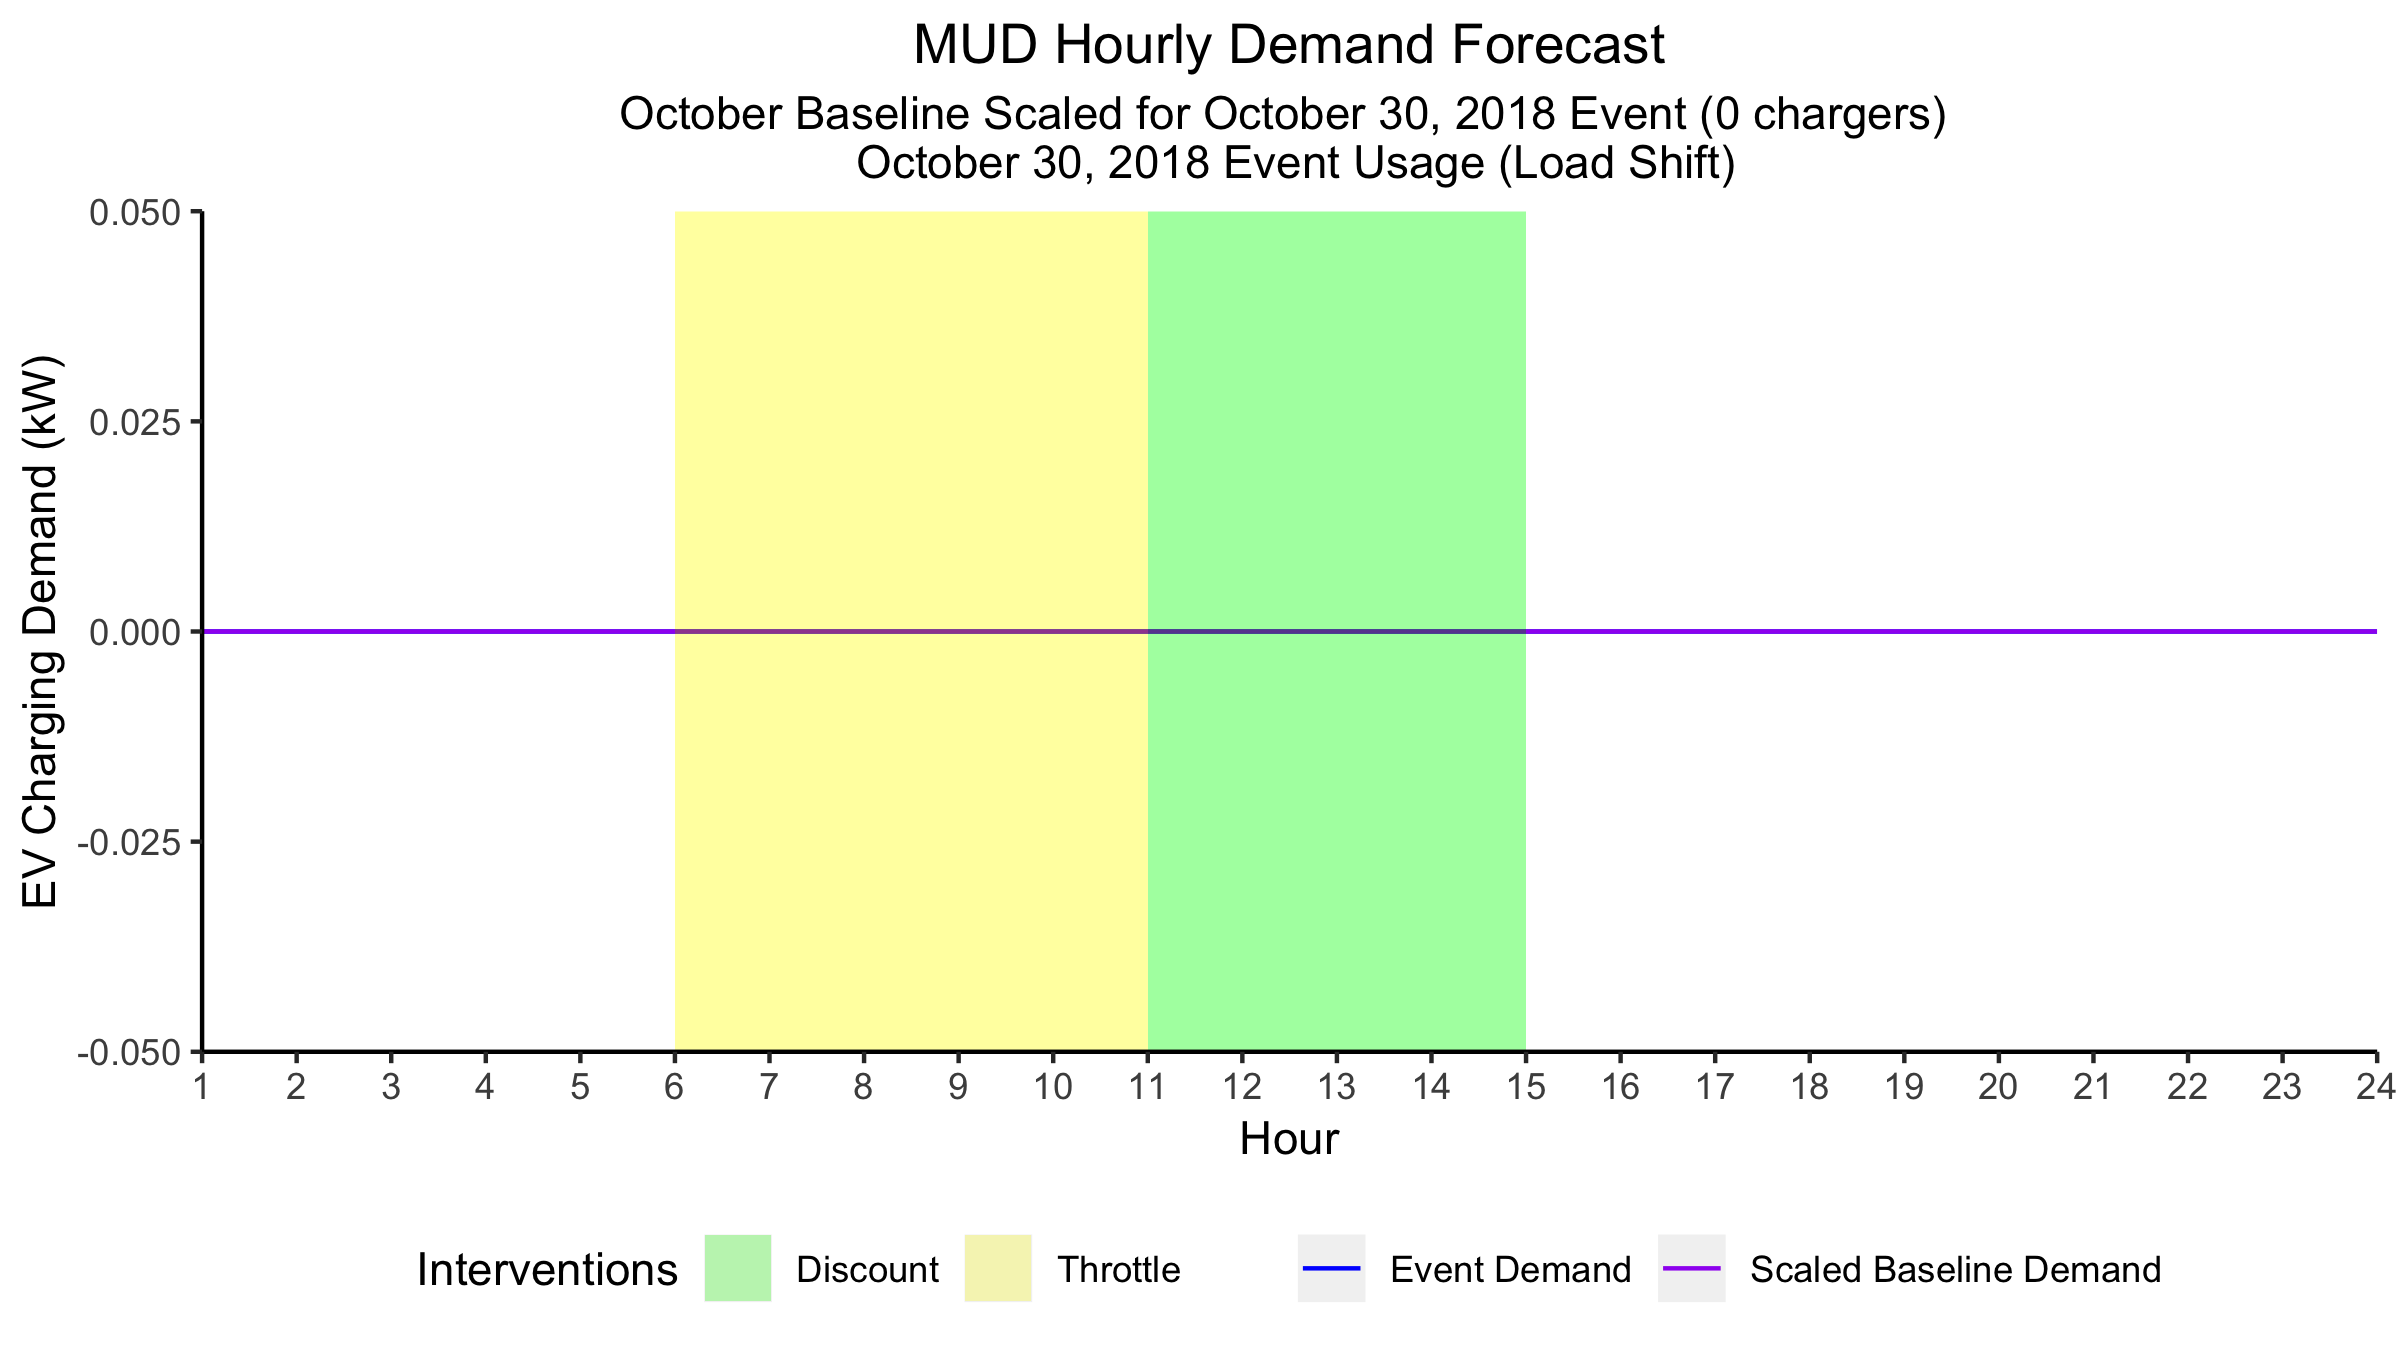 MUD Hourly Demand Forecast
October Baseline Scaled for October 30, 2018 Event (0 chargers)
October 30, 2018 Event Usage (Load Shift)
EV Charging Demand (kW)
0.050
0.025
0.000
-0.025
-0.050
1 2 3 4 5 6 7 8 9 10 11 12 13 14 15 16 17 18 19 20 21 22 23 24
Hour
Interventions Discount Throttle Event Demand Scaled Baseline Demand